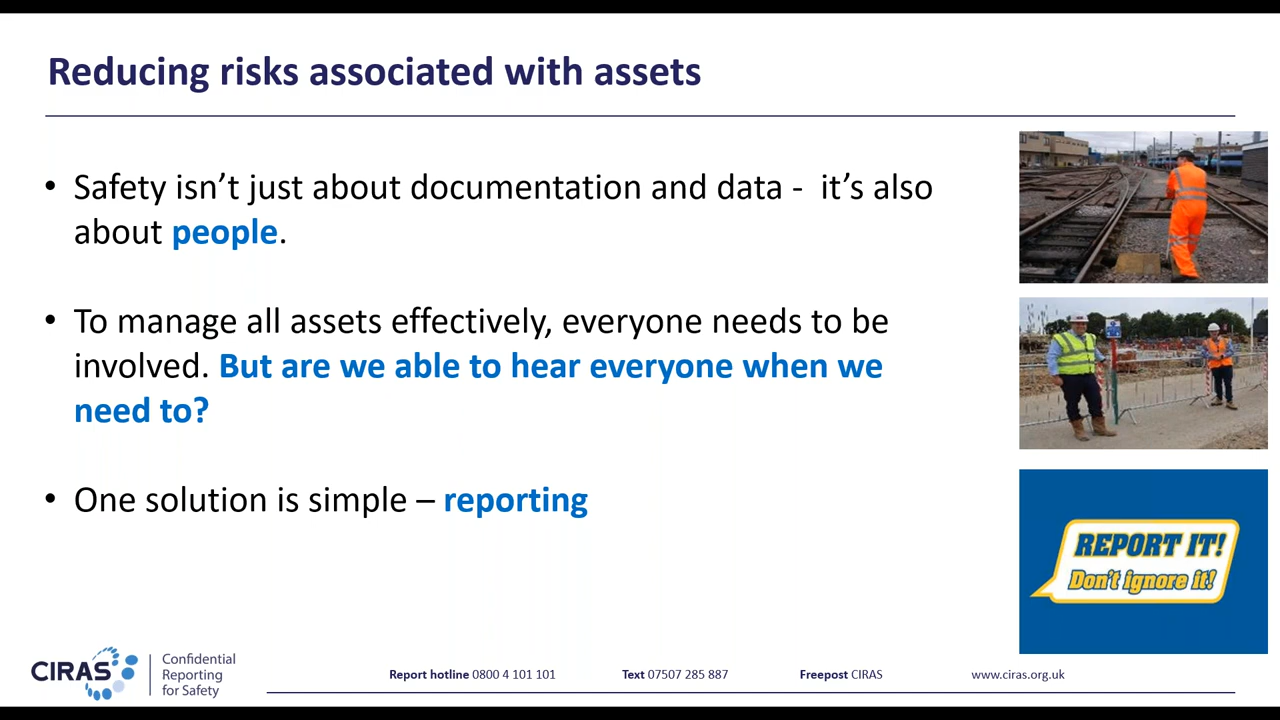 Reducing risks associated with assets
• Safety isn’t just about documentation and data -  it’s also
about people.
• To manage all assets effectively, everyone needs to be
involved. But are we able to hear everyone when we
need to?
• One solution is simple – reporting
REPORT IT!
Don't ignore it!
CIRAS
Confidential
Reporting
for Safety
Report hotline 0800 4 101 101
Text 07507 285 887
Freepost CIRAS
www.ciras.org.uk